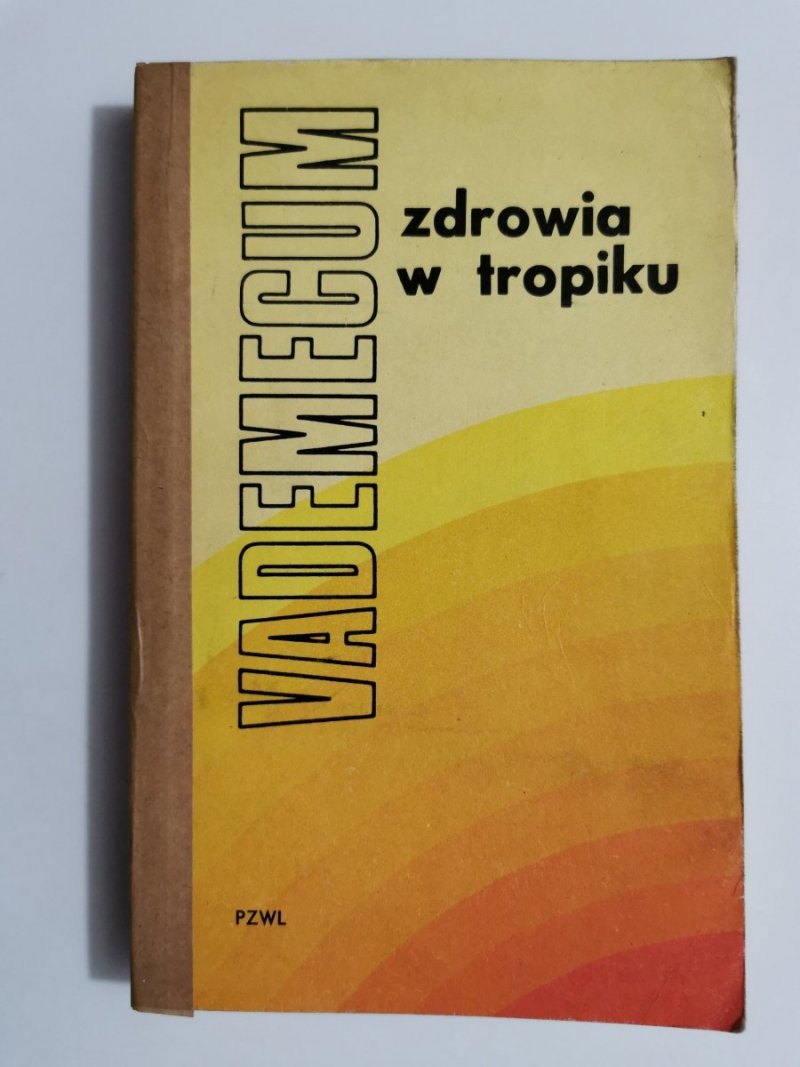 VADEMECUM
zdrowia
w tropiku
PZWL